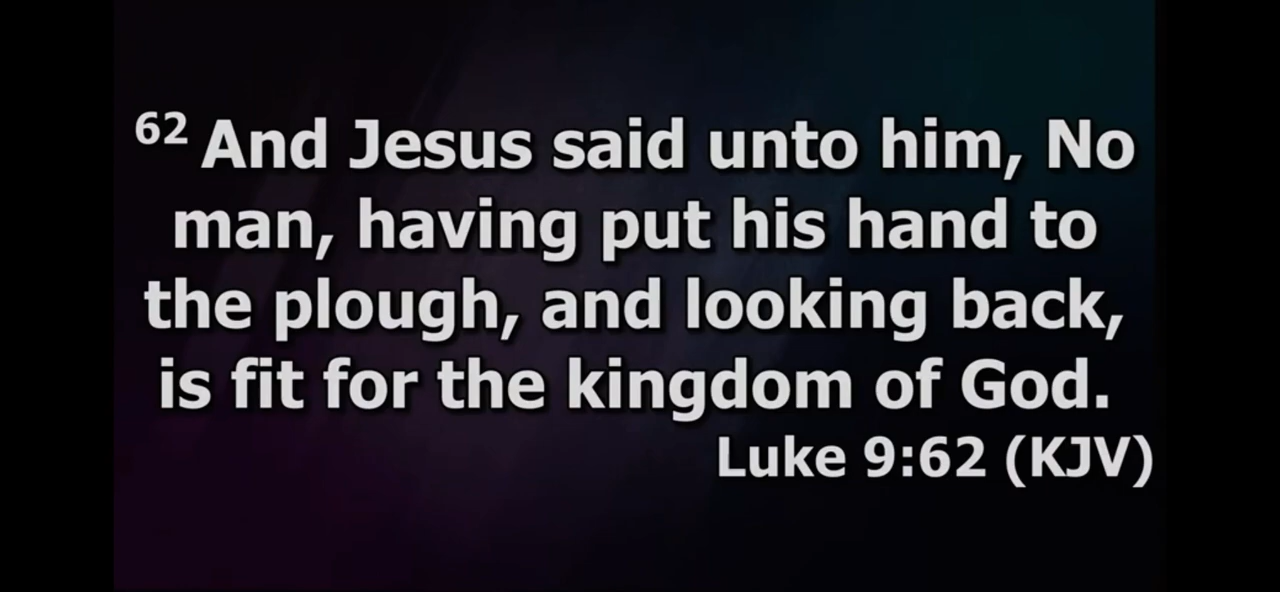 62 And Jesus said unto him, No
man, having put his hand to
the plough, and looking back,
is fit for the kingdom of God.
Luke 9:62 (KJV)